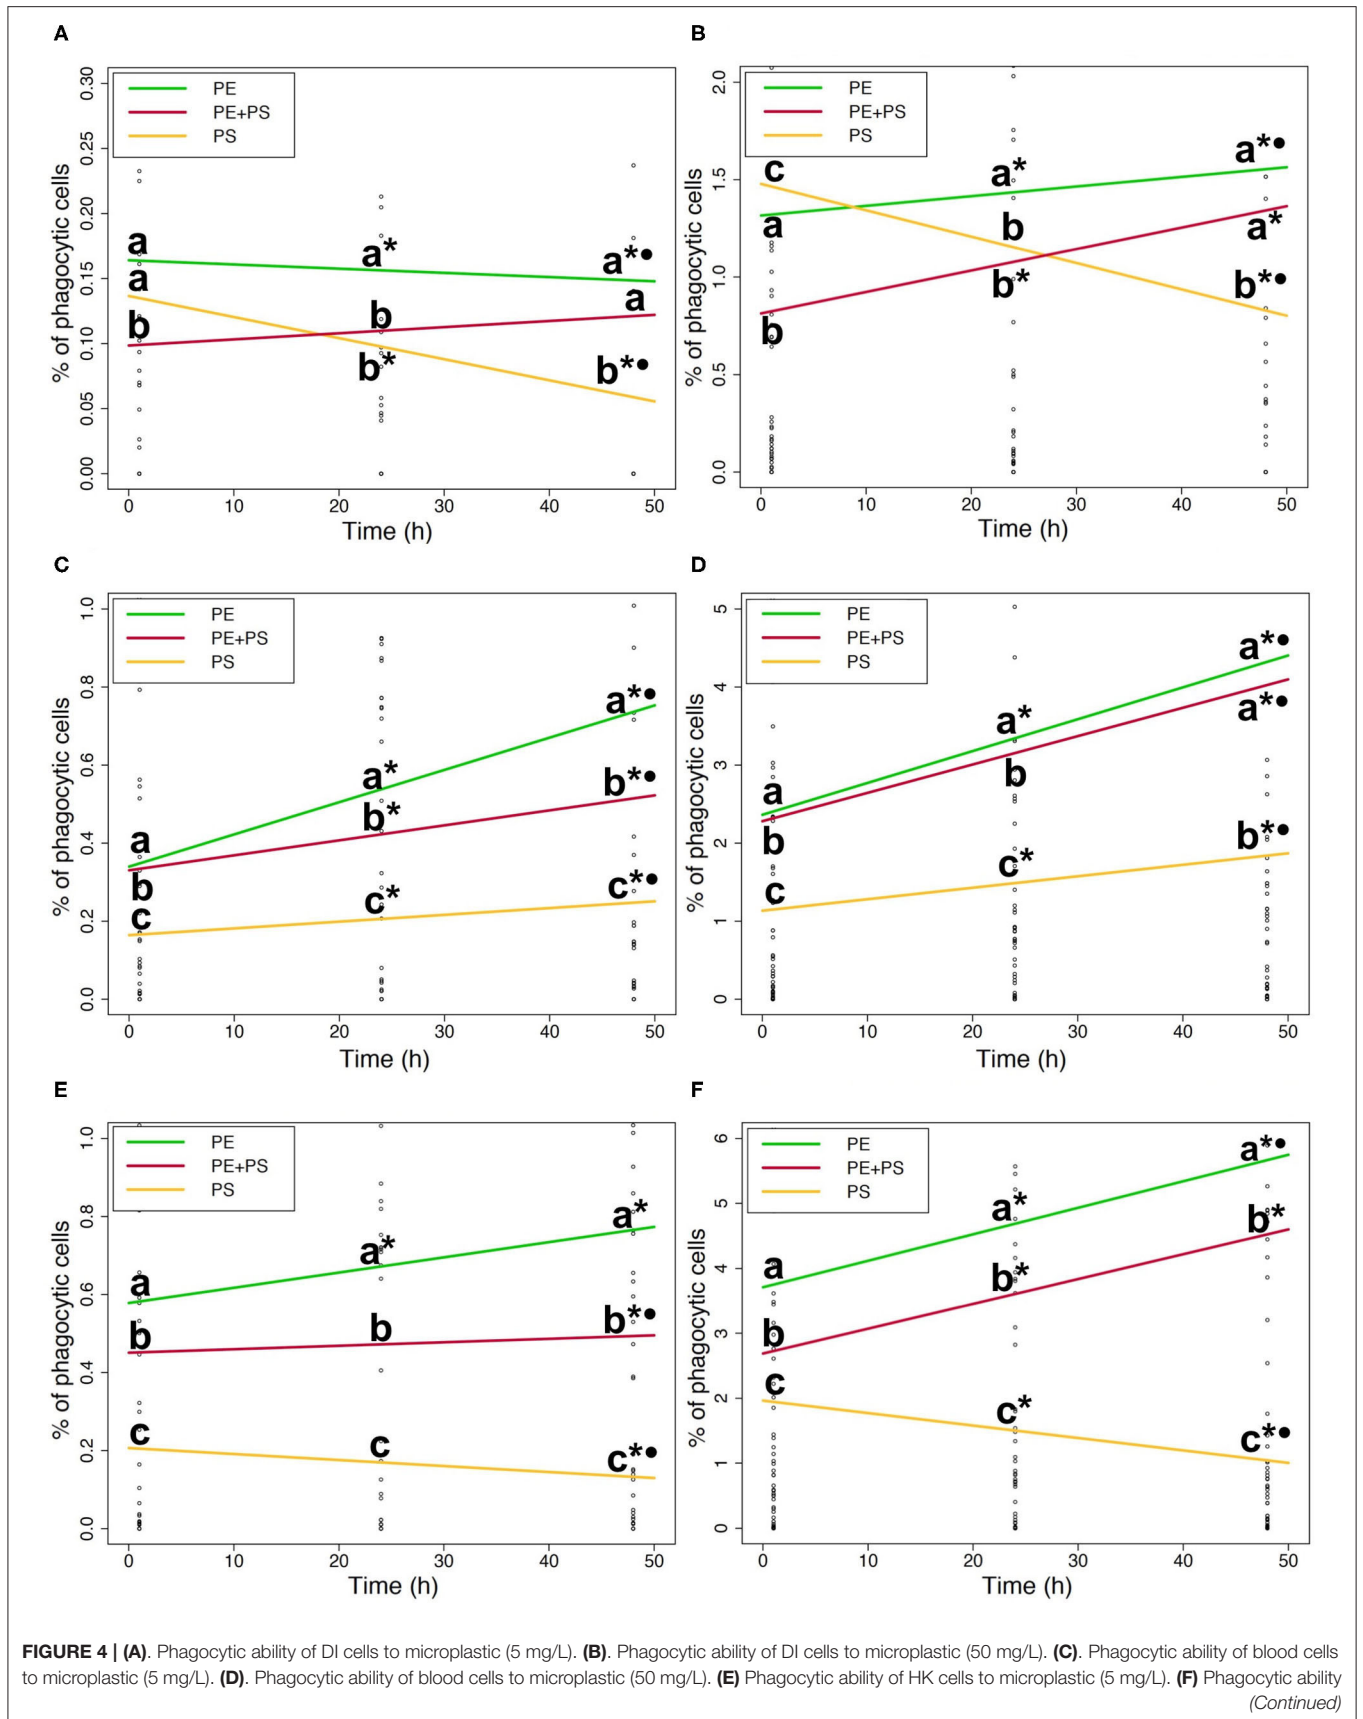 A
% of phagocytic cells
0.30
0.25
0.20
0.15
0.10
0.05
0.00
PE
PE+PS
PS
a
a
b
a*
b
b*
a*●
a
b*●
0 10 20 30 40 50
Time (h)
B
% of phagocytic cells
2.0
1.5
1.0
0.5
0.0
PE
PE+PS
PS
c
a
b
a*
b
b*
a*●
a*
b*●
0 10 20 30 40 50
Time (h)
C
% of phagocytic cells
1.0
0.8
0.6
0.4
0.2
0.0
PE
PE+PS
PS
a
b
c
a*
b*
c*
a*●
b*●
c*●
0 10 20 30 40 50
Time (h)
D
% of phagocytic cells
5
4
3
2
1
0
PE
PE+PS
PS
a
b
c
a*
b
c*
a*●
a*●
b*●
0 10 20 30 40 50
Time (h)
E
% of phagocytic cells
1.0
0.8
0.6
0.4
0.2
0.0
PE
PE+PS
PS
a
b
c
a*
b
c
a*
b*●
c*●
0 10 20 30 40 50
Time (h)
F
% of phagocytic cells
6
5
4
3
2
1
0
PE
PE+PS
PS
a
b
c
a*
b*
c*
a*●
b*
c*●
0 10 20 30 40 50
Time (h)
FIGURE 4 | (A). Phagocytic ability of DI cells to microplastic (5 mg/L). (B). Phagocytic ability of DI cells to microplastic (50 mg/L). (C). Phagocytic ability of blood cells
to microplastic (5 mg/L). (D). Phagocytic ability of blood cells to microplastic (50 mg/L). (E) Phagocytic ability of HK cells to microplastic (5 mg/L). (F) Phagocytic ability
(Continued)